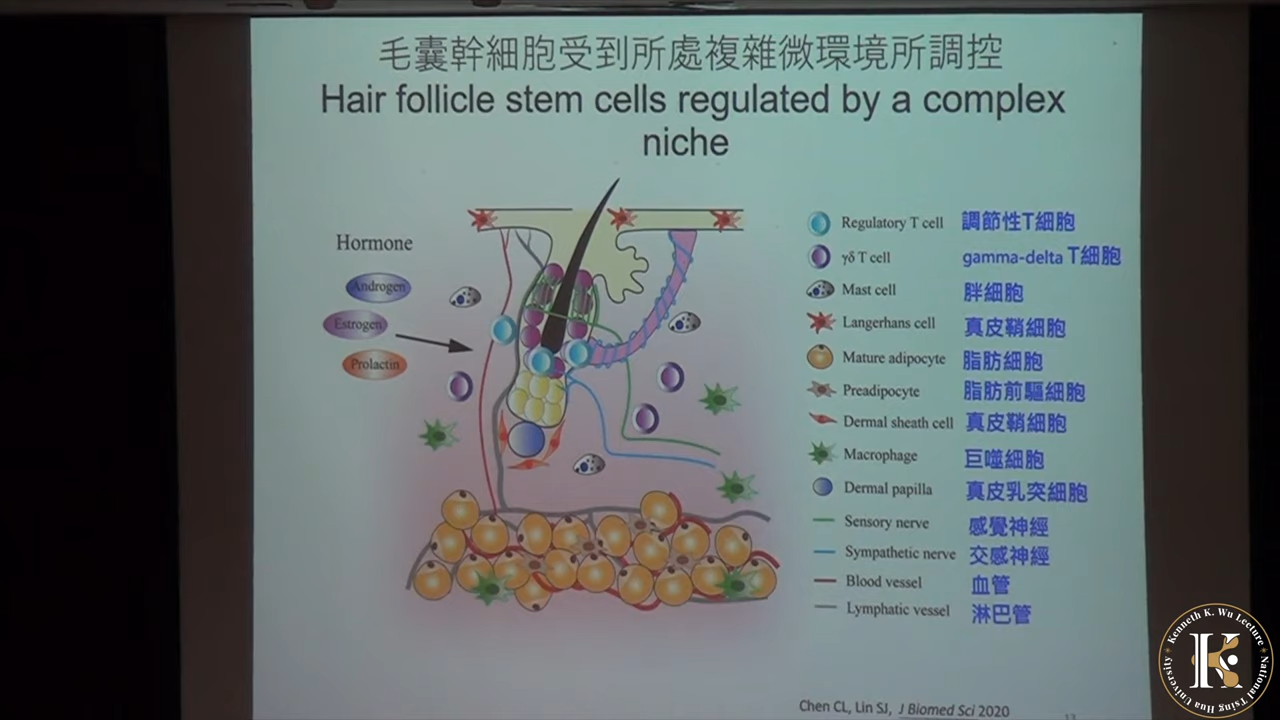 毛囊幹細胞受到所處複雜微環境所調控
Hair follicle stem cells regulated by a complex
niche
Hormone
Androgen
Estrogen
Prolactin
Regulatory T cell 調節性T細胞
γδ T cell gamma-delta T細胞
Mast cell 胖細胞
Langerhans cell 真皮鞘細胞
Mature adipocyte 脂肪細胞
Preadipocyte 脂肪前驅細胞
Dermal sheath cell 真皮鞘細胞
Macrophage 巨噬細胞
Dermal papilla 真皮乳突細胞
Sensory nerve 感覺神經
Sympathetic nerve 交感神經
Blood vessel 血管
Lymphatic vessel 淋巴管
Chen CL, Lin SJ, J Biomed Sci 2020
13
Kenneth K. Wu Lecture
National Tsing Hua University
K